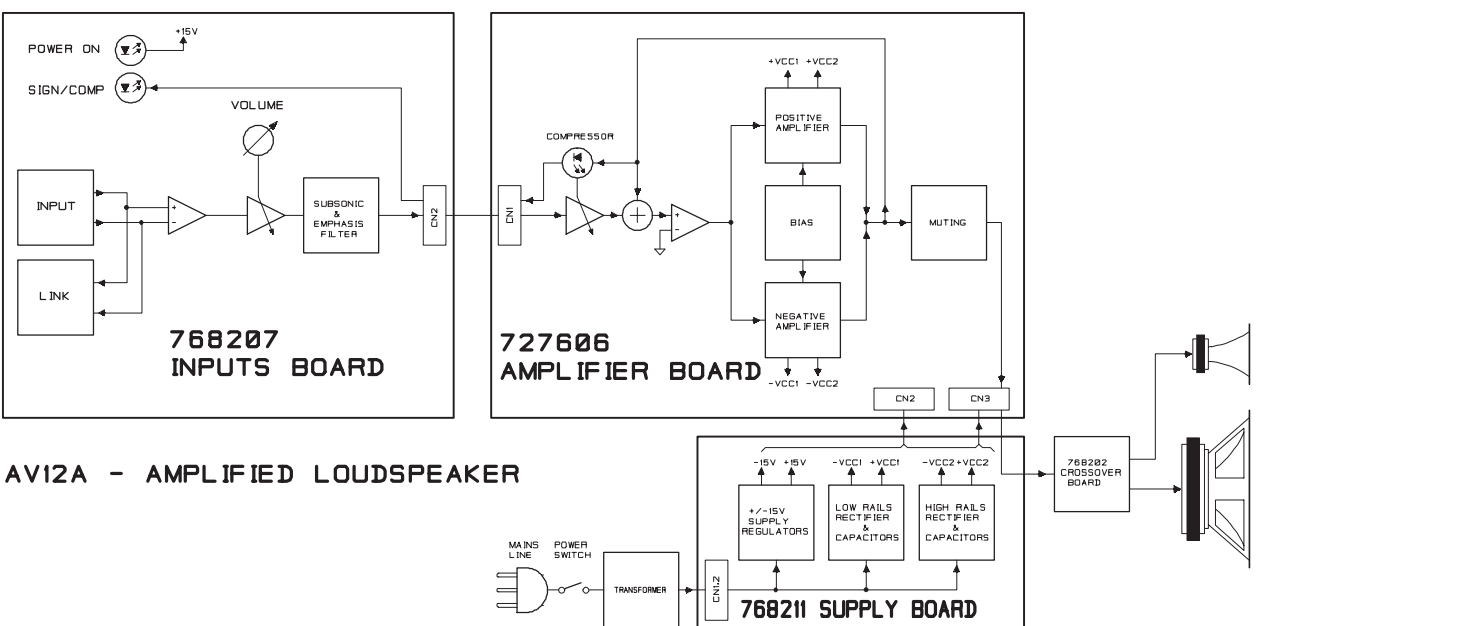 POWER ON
+15V
SIGN/COMP
VOLUME
INPUT
LINK
+
-
SUBSONIC
&
EMPHASIS
FILTER
CN2
768207
INPUTS BOARD
CN1
COMPRESSOR
+
+
-
+VCC1 +VCC2
POSITIVE
AMPLIFIER
BIAS
NEGATIVE
AMPLIFIER
-VCC1 -VCC2
MUTING
727606
AMPLIFIER BOARD
CN2
CN3
AV12A - AMPLIFIED LOUDSPEAKER
-15V +15V
-VCC1 +VCC1
-VCC2 +VCC2
+/-15V
SUPPLY
REGULATORS
LOW RAILS
RECTIFIER
&
CAPACITORS
HIGH RAILS
RECTIFIER
&
CAPACITORS
768202
CROSSOVER
BOARD
MAINS
LINE
POWER
SWITCH
TRANSFORMER
CN1,2
768211 SUPPLY BOARD